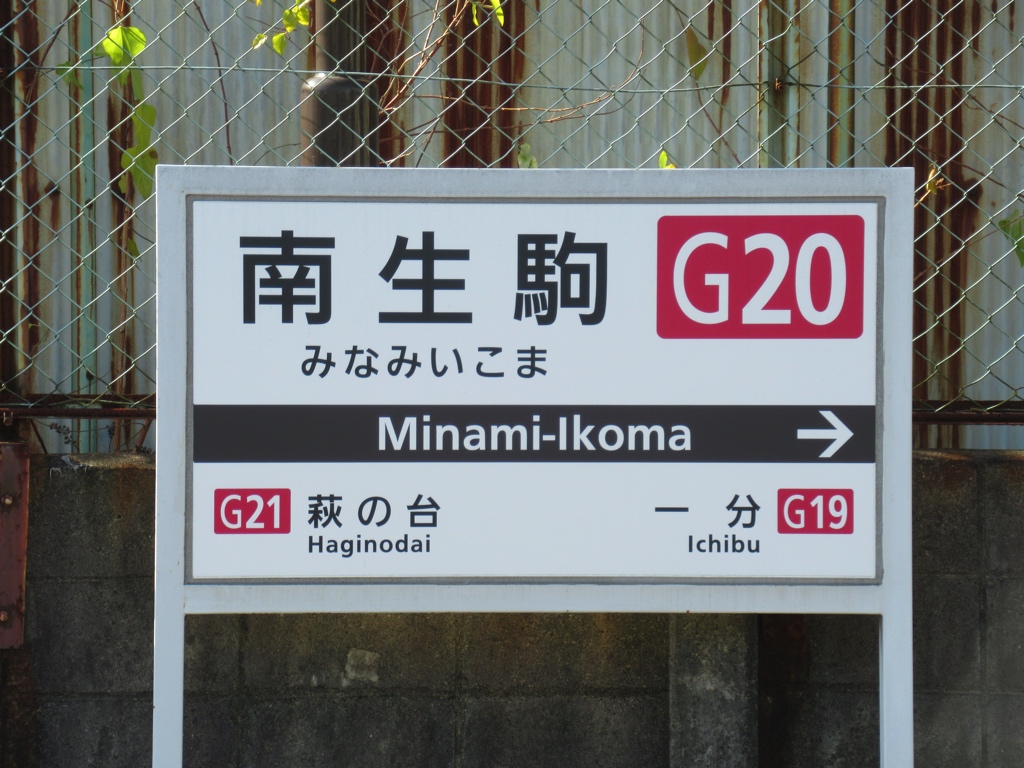 南生駒 G20
みなみいこま
Minami-Ikoma →
G21 萩の台 一分 G19
Haginodai Ichibu